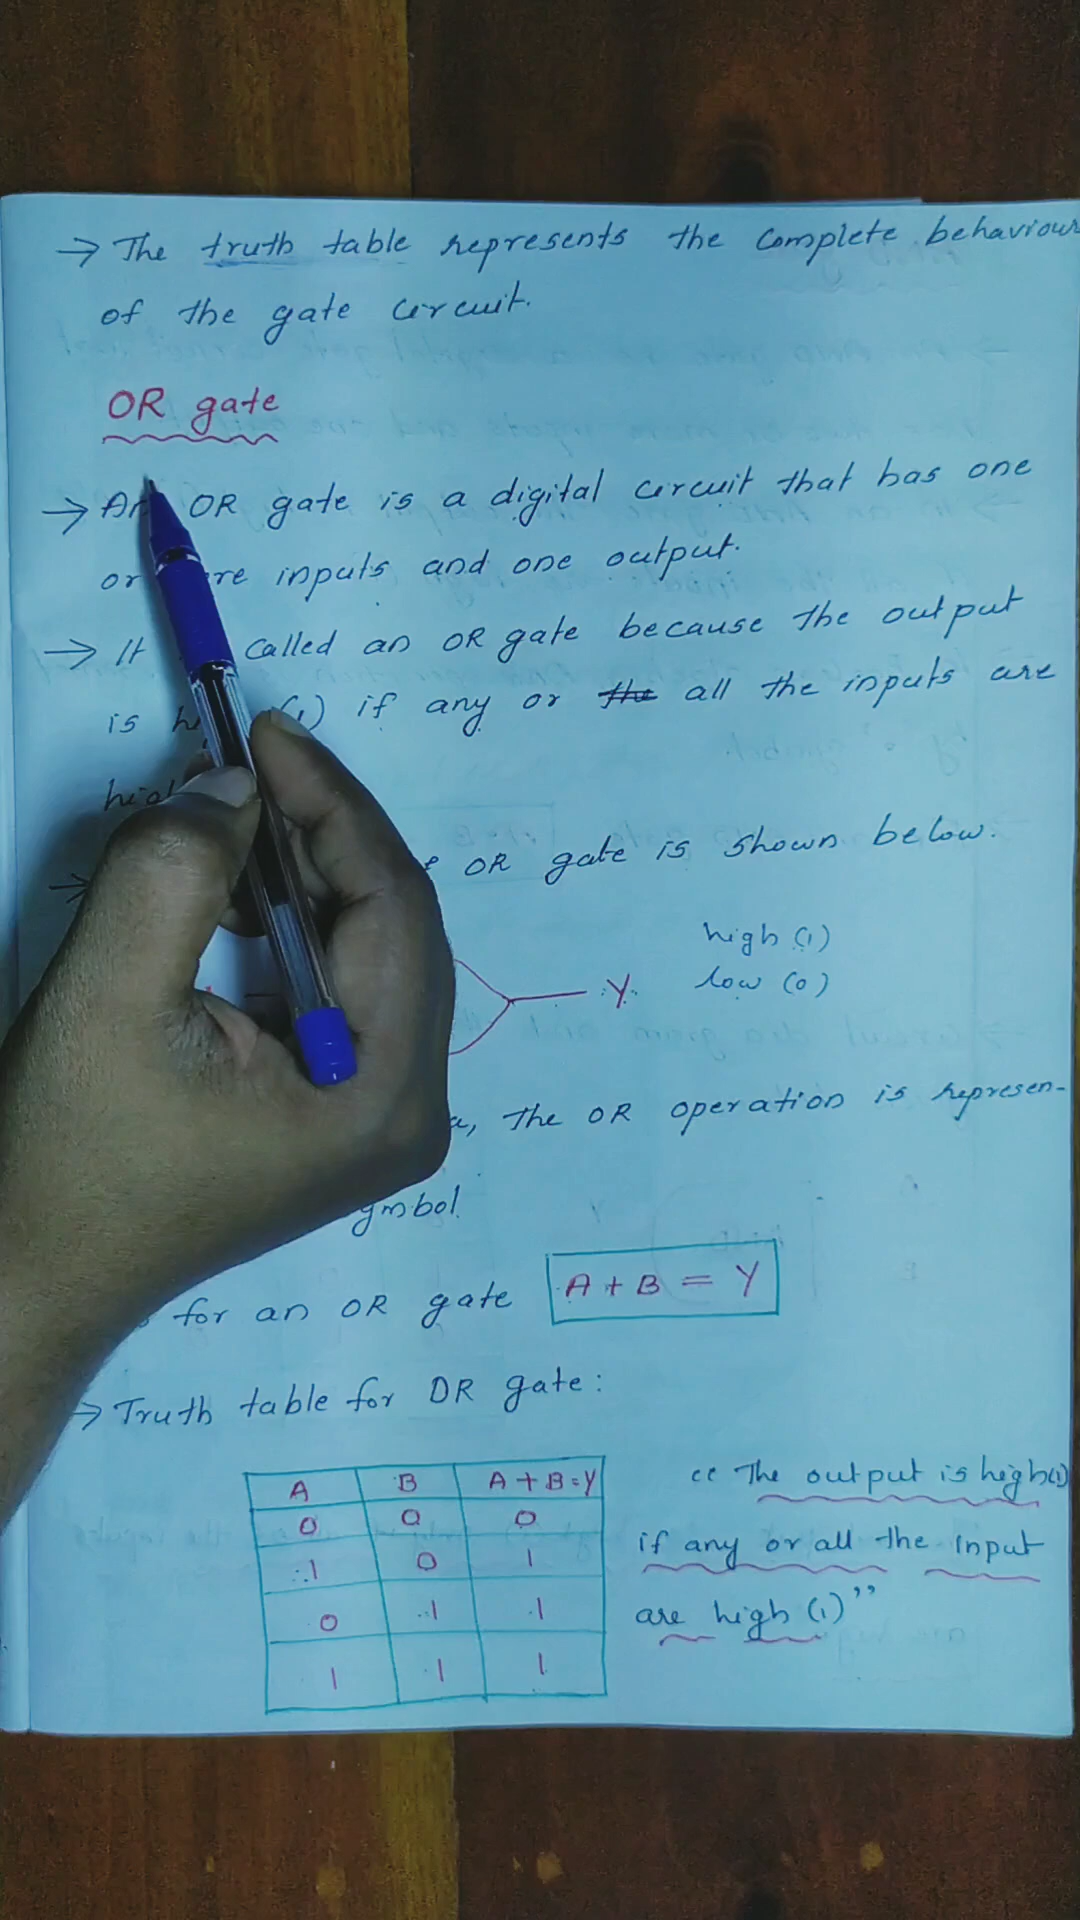 → The truth table represents the complete behaviour
of the gate circuit.
OR gate
→ An OR gate is a digital circuit that has one
or inputs and one output.
→ It called an OR gate because the output
is (1) if any or the all the inputs are
OR gate is shown below.
high (1)
Y
low (0)
the OR operation is represen-
for an OR gate A + B = Y
→ Truth table for OR gate:
A B A + B = Y
0 0 0
1 0 1
0 1 1
1 1 1
"The output is high (1)
if any or all the input
are high (1)"